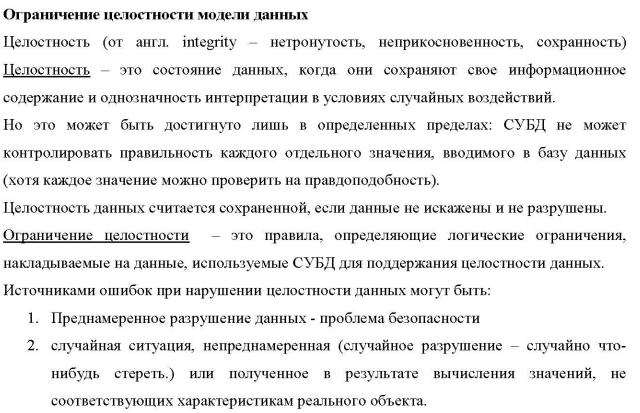 Ограничение целостности модели данных
Целостность (от англ. integrity – нетронутость, неприкосновенность, сохранность)
Целостность – это состояние данных, когда они сохраняют свое информационное
содержание и однозначность интерпретации в условиях случайных воздействий.
Но это может быть достигнуто лишь в определенных пределах: СУБД не может
контролировать правильность каждого отдельного значения, вводимого в базу данных
(хотя каждое значение можно проверить на правдоподобность).
Целостность данных считается сохраненной, если данные не искажены и не разрушены.
Ограничение целостности – это правила, определяющие логические ограничения,
накладываемые на данные, используемые СУБД для поддержания целостности данных.
Источниками ошибок при нарушении целостности данных могут быть:
1. Преднамеренное разрушение данных - проблема безопасности
2. случайная ситуация, непреднамеренная (случайное разрушение – случайно что-
нибудь стереть.) или полученное в результате вычисления значений, не
соответствующих характеристикам реального объекта.